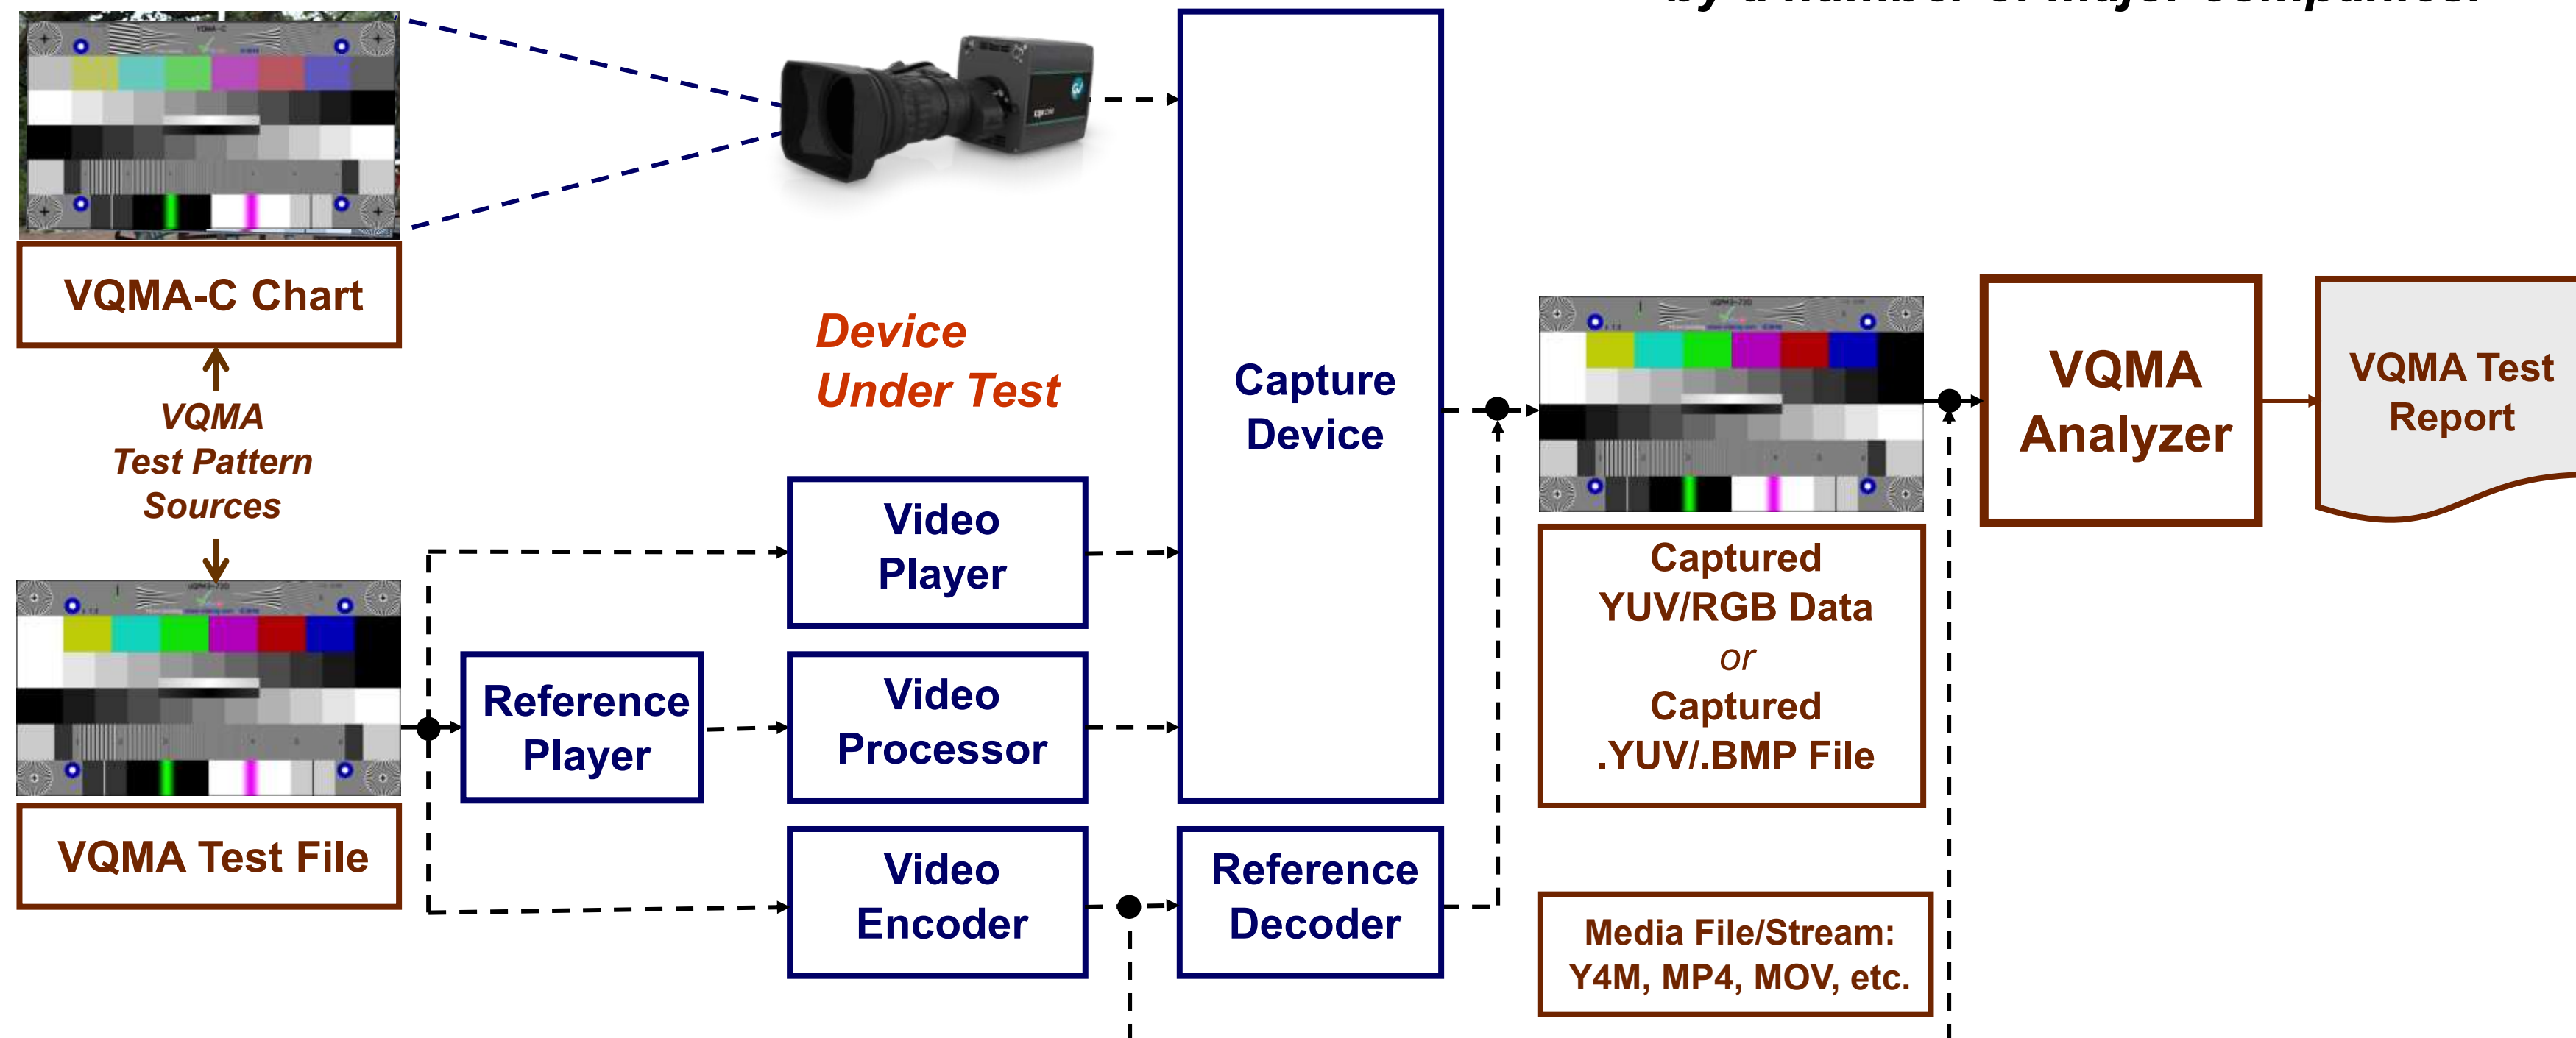 VQMA-C
VQMA-C Chart
VQMA
Test Pattern
Sources
VQMA Test File
Device
Under Test
Reference
Player
Video
Player
Video
Processor
Video
Encoder
Capture
Device
Reference
Decoder
Captured
YUV/RGB Data
or
Captured
.YUV/.BMP File
Media File/Stream:
Y4M, MP4, MOV, etc.
VQMA
Analyzer
VQMA Test
Report